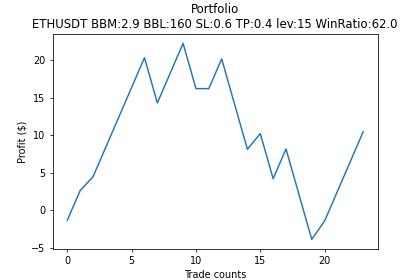 Portfolio
ETHUSDT BBM:2.9 BBL:160 SL:0.6 TP:0.4 lev:15 WinRatio:62.0
Profit ($)
20
15
10
5
0
−5
0
5
10
15
20
Trade counts